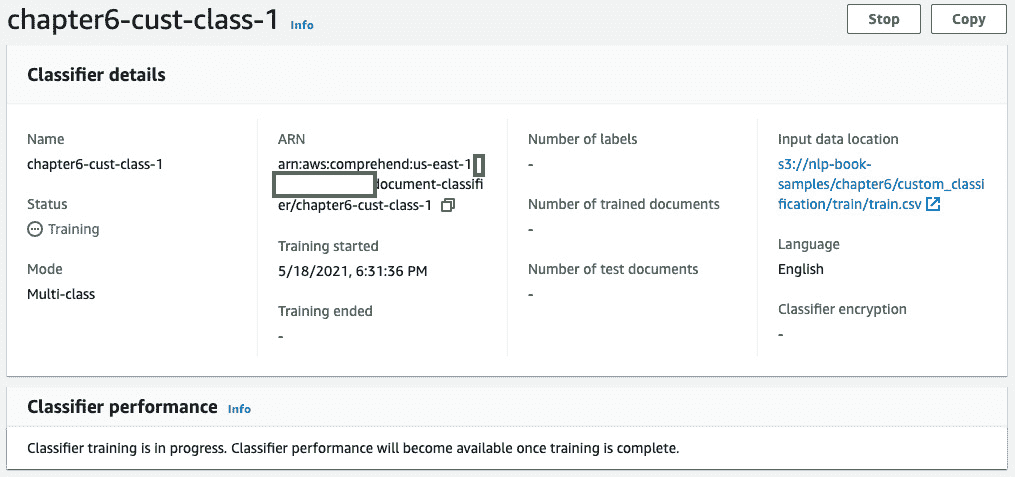 chapter6-cust-class-1 Info
Stop
Copy
Classifier details
Name
chapter6-cust-class-1
Status
Training
Mode
Multi-class
ARN
arn:aws:comprehend:us-east-1
document-classifi
er/chapter6-cust-class-1
Training started
5/18/2021, 6:31:36 PM
Training ended
-
Number of labels
-
Number of trained documents
-
Number of test documents
-
Input data location
s3://nlp-book-
samples/chapter6/custom_classi
fication/train/train.csv
Language
English
Classifier encryption
-
Classifier performance Info
Classifier training is in progress. Classifier performance will become available once training is complete.